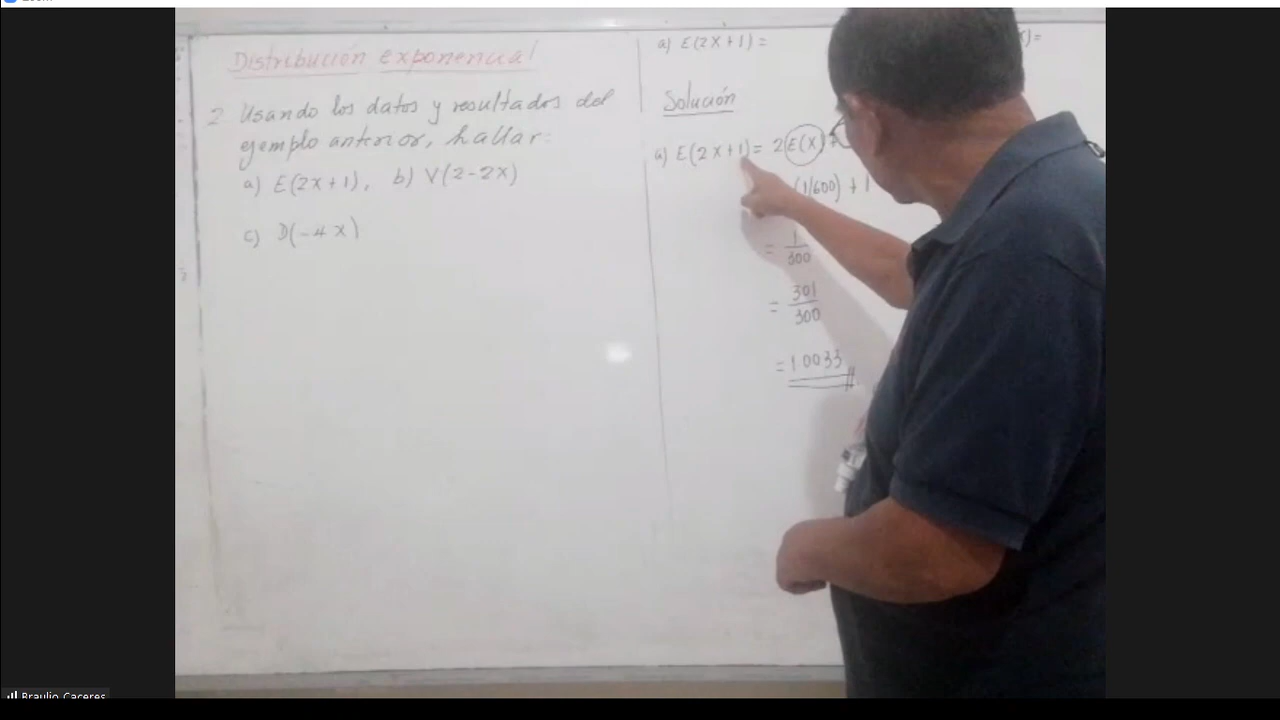 Distribución exponencial
2. Usando los datos y resultados del
ejemplo anterior, hallar:
a) E(2x+1), b) V(2-2x)
c) D(-4x)
a) E(2x+1)=
Solución
a) E(2x+1)= 2E(x)+
(1/600) + 1
= 1/300
= 301/300
= 1.0033
Braulio Caceres